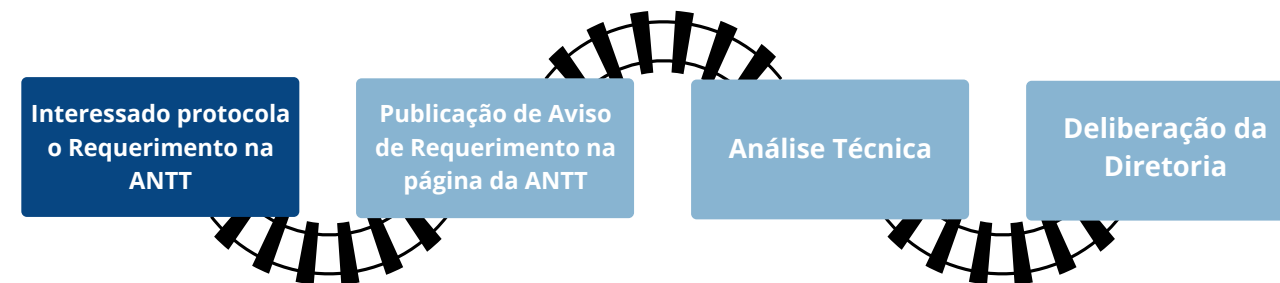 Interessado protocola
o Requerimento na
ANTT
Publicação de Aviso
de Requerimento na
página da ANTT
Análise Técnica
Deliberação da
Diretoria